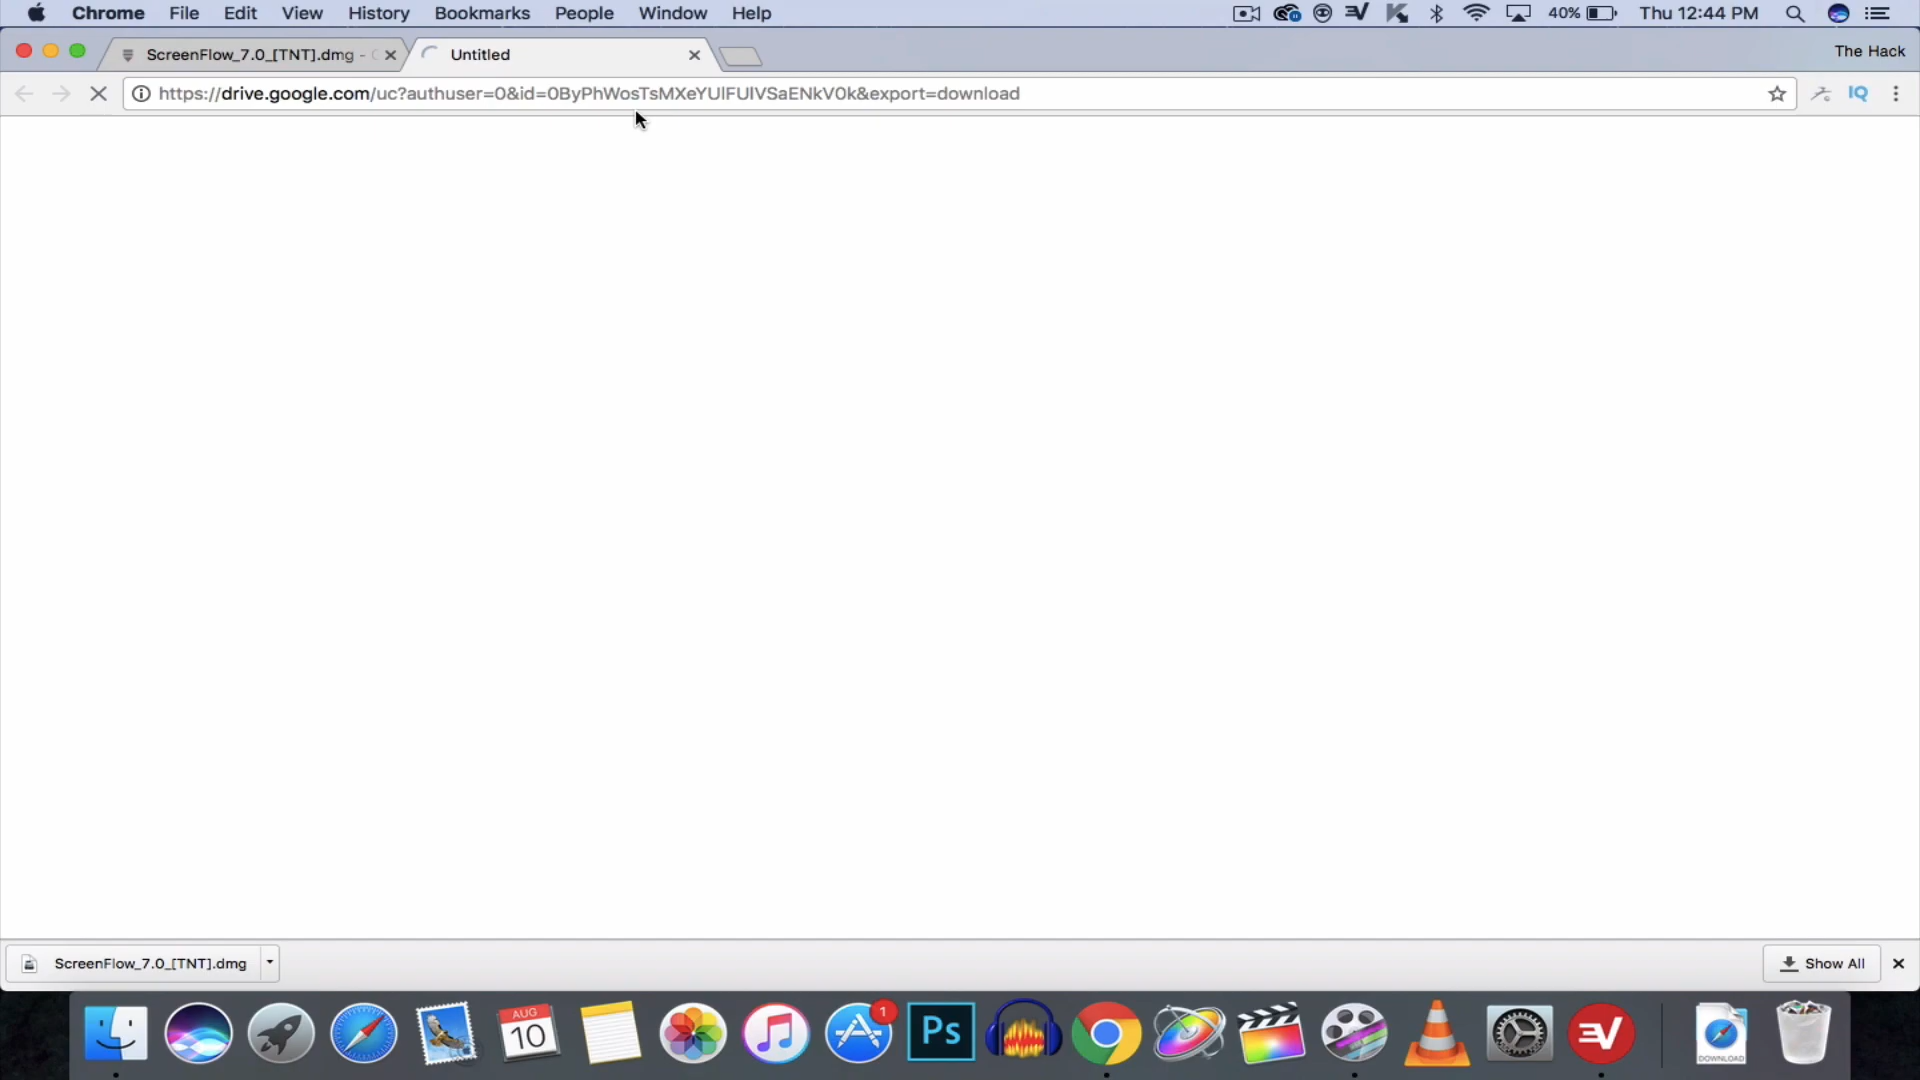 Chrome File Edit View History Bookmarks People Window Help 40% Thu 12:44 PM
ScreenFlow_7.0_[TNT].dmg - Untitled The Hack
https://drive.google.com/uc?authuser=0&id=0ByPhWosTsMXeYUlFUlVSaENkV0k&export=download IQ
ScreenFlow_7.0_[TNT].dmg Show All
AUG
10
1
Ps
DOWNLOAD